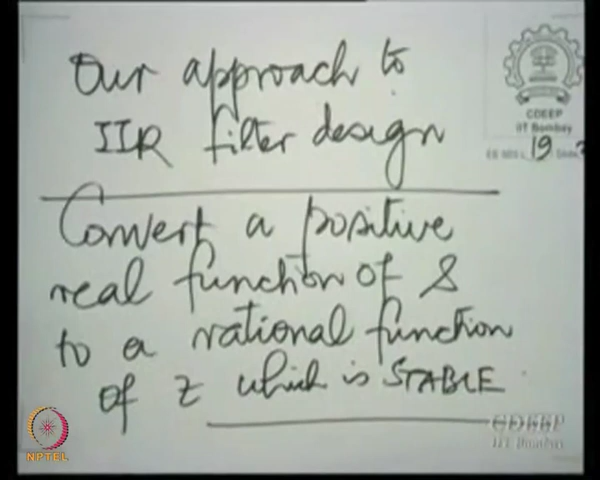 Our approach to
IIR filter design
Convert a positive
real function of s
to a rational function
of z which is STABLE
CDEEP
IIT Bombay
19
NPTEL
CDEEP
IIT Bombay